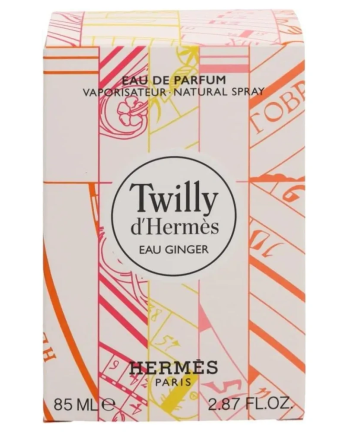 EAU DE PARFUM
VAPORISATEUR NATURAL SPRAY
Twilly
d'Hermès
EAU GINGER
HERMÈS
PARIS
85 ML℮ 2.87 FL.OZ.